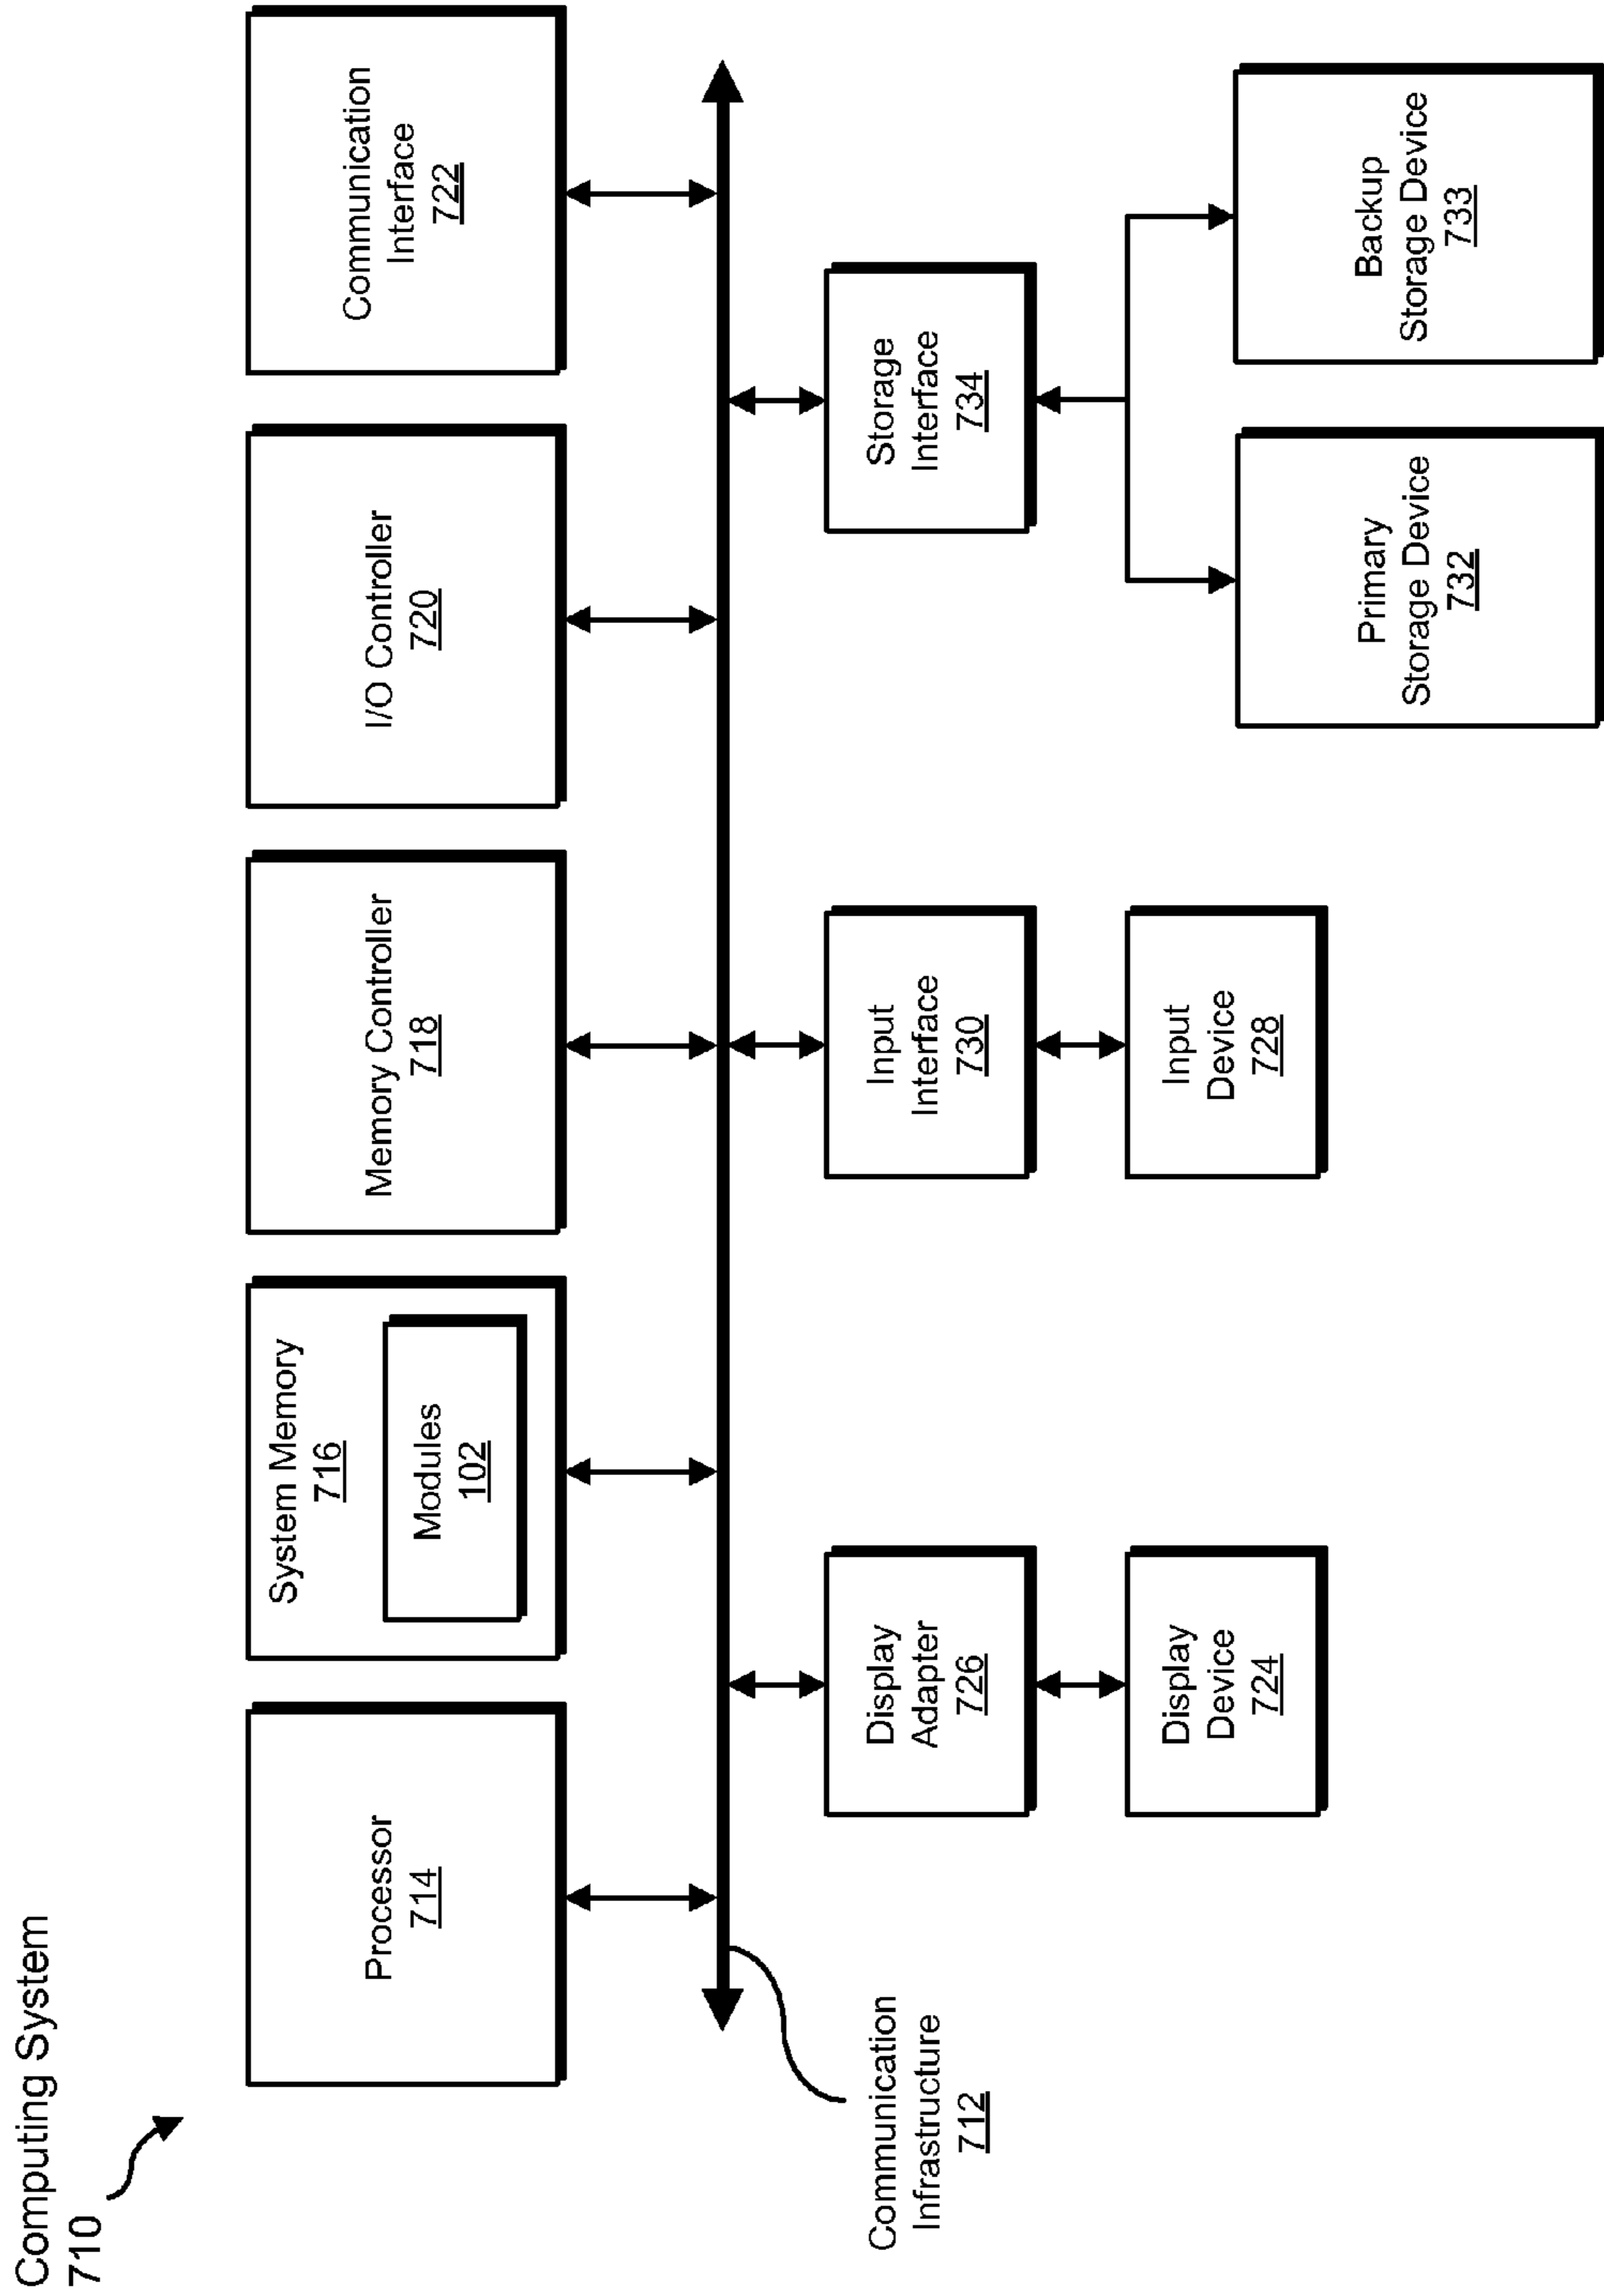 Computing System
710
Processor
714
System Memory
716
Modules
102
Memory Controller
718
I/O Controller
720
Communication
Interface
722
Communication
Infrastructure
712
Display
Adapter
726
Input
Interface
730
Storage
Interface
734
Display
Device
724
Input
Device
728
Primary
Storage Device
732
Backup
Storage Device
733